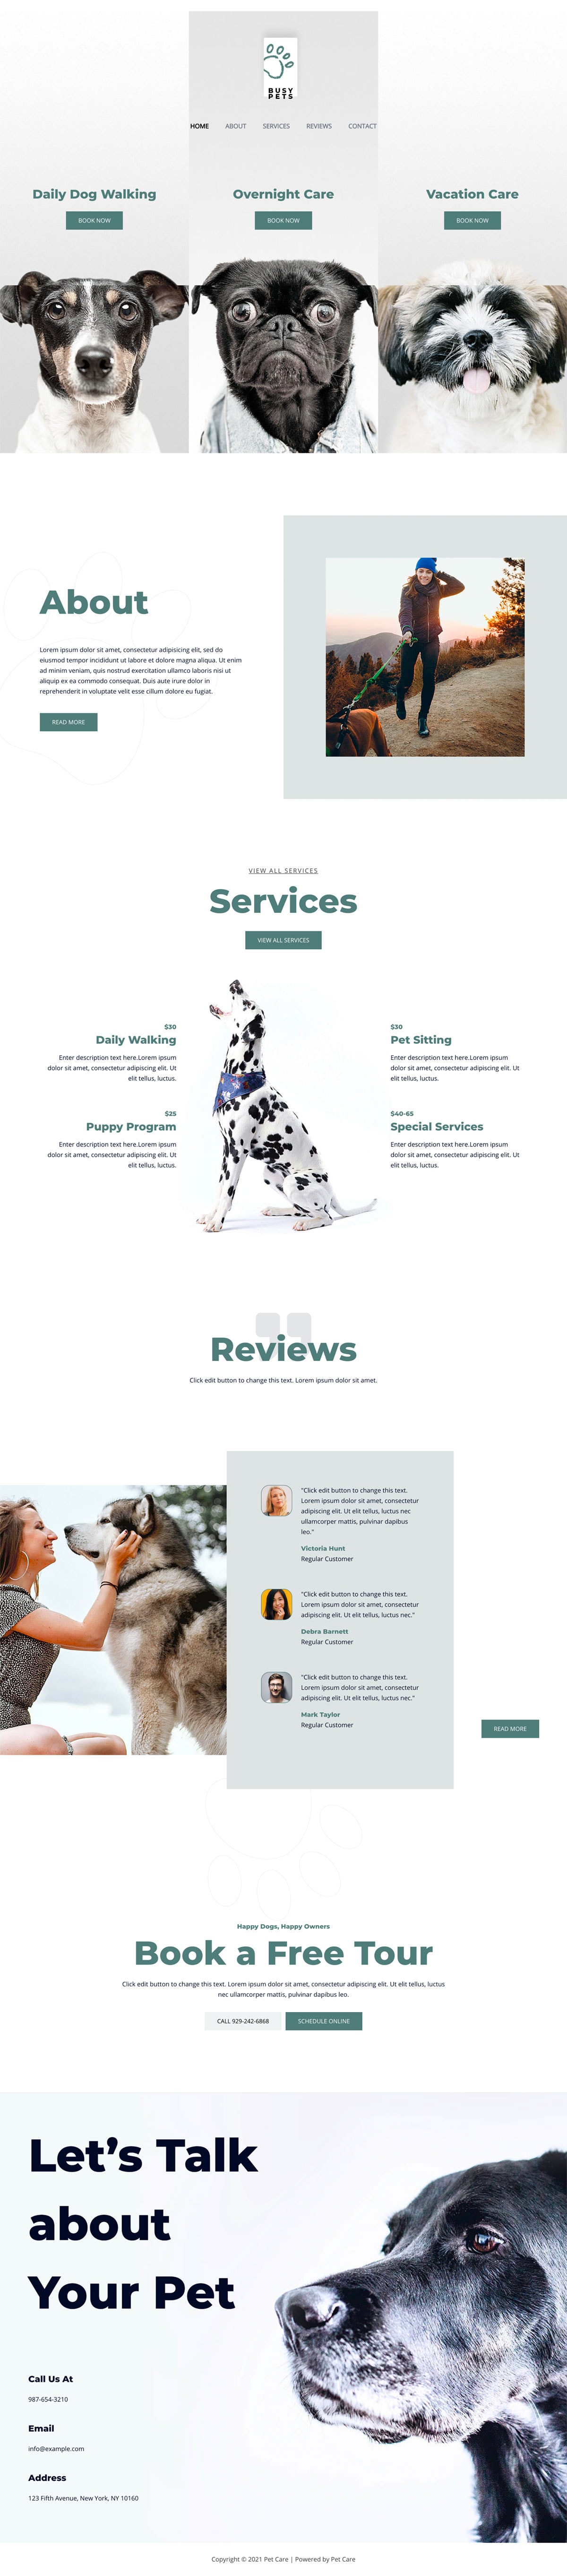 BUSY
PETS
HOME ABOUT SERVICES REVIEWS CONTACT
Daily Dog Walking
BOOK NOW
Overnight Care
BOOK NOW
Vacation Care
BOOK NOW
About
Lorem ipsum dolor sit amet, consectetur adipisicing elit, sed do
eiusmod tempor incididunt ut labore et dolore magna aliqua. Ut enim
ad minim veniam, quis nostrud exercitation ullamco laboris nisi ut
aliquip ex ea commodo consequat. Duis aute irure dolor in
reprehenderit in voluptate velit esse cillum dolore eu fugiat.
READ MORE
VIEW ALL SERVICES
Services
VIEW ALL SERVICES
$30
Daily Walking
Enter description text here.Lorem ipsum
dolor sit amet, consectetur adipiscing elit. Ut
elit tellus, luctus.
$25
Puppy Program
Enter description text here.Lorem ipsum
dolor sit amet, consectetur adipiscing elit. Ut
elit tellus, luctus.
$30
Pet Sitting
Enter description text here.Lorem ipsum
dolor sit amet, consectetur adipiscing elit. Ut
elit tellus, luctus.
$40-65
Special Services
Enter description text here.Lorem ipsum
dolor sit amet, consectetur adipiscing elit. Ut
elit tellus, luctus.
Reviews
Click edit button to change this text. Lorem ipsum dolor sit amet.
"Click edit button to change this text.
Lorem ipsum dolor sit amet, consectetur
adipiscing elit. Ut elit tellus, luctus nec
ullamcorper mattis, pulvinar dapibus
leo."
Victoria Hunt
Regular Customer
"Click edit button to change this text.
Lorem ipsum dolor sit amet, consectetur
adipiscing elit. Ut elit tellus, luctus nec."
Debra Barnett
Regular Customer
"Click edit button to change this text.
Lorem ipsum dolor sit amet, consectetur
adipiscing elit. Ut elit tellus, luctus nec."
Mark Taylor
Regular Customer
READ MORE
Happy Dogs, Happy Owners
Book a Free Tour
Click edit button to change this text. Lorem ipsum dolor sit amet, consectetur adipiscing elit. Ut elit tellus, luctus
nec ullamcorper mattis, pulvinar dapibus leo.
CALL 929-242-6868
SCHEDULE ONLINE
Let’s Talk
about
Your Pet
Call Us At
987-654-3210
Email
info@example.com
Address
123 Fifth Avenue, New York, NY 10160
Copyright © 2021 Pet Care | Powered by Pet Care